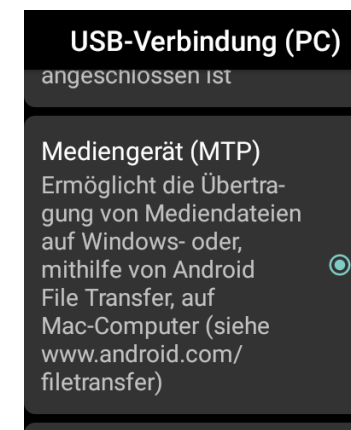 USB-Verbindung (PC)
angeschlossen ist
Mediengerät (MTP)
Ermöglicht die Übertra-
gung von Mediendateien
auf Windows- oder,
mithilfe von Android
File Transfer, auf
Mac-Computer (siehe
www.android.com/
filetransfer)